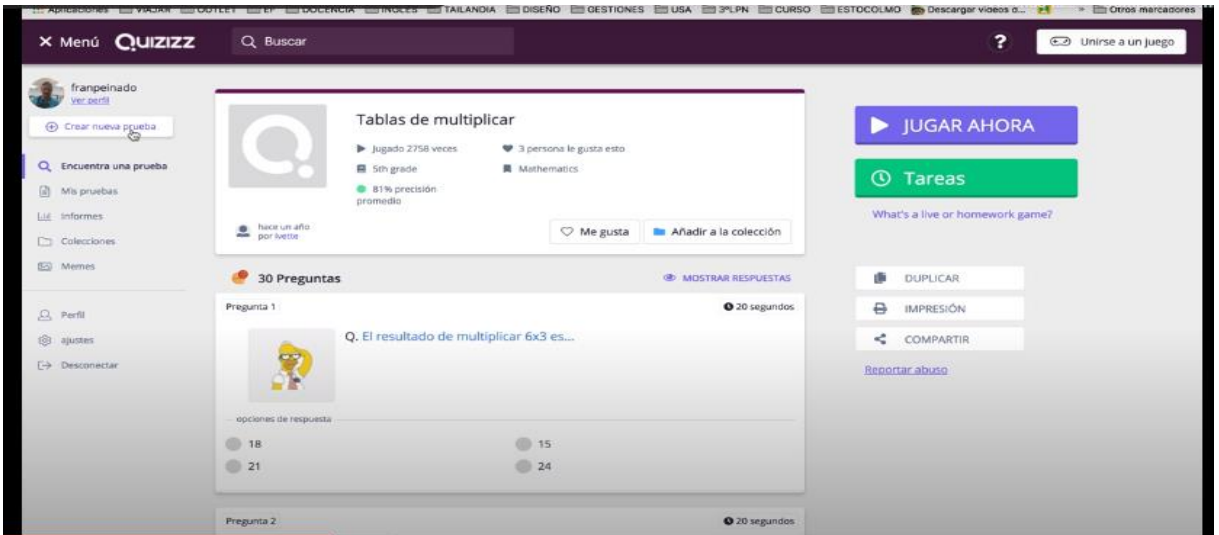 Aplicaciones VIAJAR OUTLET EF DOCENCIA INGLES TAILANDIA DISEÑO GESTIONES USA 3ºLPN CURSO ESTOCOLMO Descargar videos d... » Otros marcadores
× Menú QUIZIZZ Buscar ? Unirse a un juego
franpeinado
Ver perfil
Crear nueva prueba
Encuentra una prueba
Mis pruebas
Informes
Colecciones
Memes
Perfil
ajustes
Desconectar
Tablas de multiplicar
Jugado 2758 veces 3 persona le gusta esto
5th grade Mathematics
81% precisión
promedio
hace un año
por Ivette
Me gusta Añadir a la colección
30 Preguntas MOSTRAR RESPUESTAS
Pregunta 1 20 segundos
Q. El resultado de multiplicar 6x3 es...
opciones de respuesta
18 15
21 24
Pregunta 2 20 segundos
JUGAR AHORA
Tareas
What's a live or homework game?
DUPLICAR
IMPRESIÓN
COMPARTIR
Reportar abuso